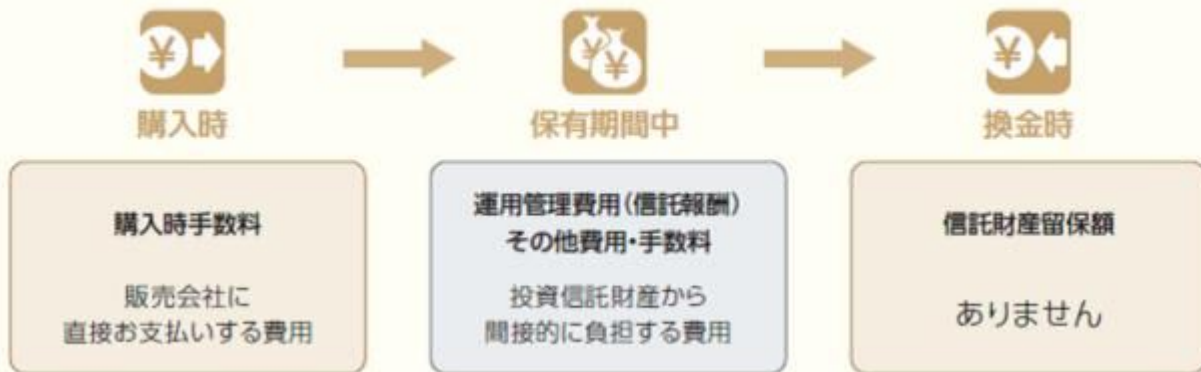 購入時
保有期間中
換金時
購入時手数料
販売会社に
直接お支払いする費用
運用管理費用(信託報酬)
その他費用・手数料
投資信託財産から
間接的に負担する費用
信託財産留保額
ありません